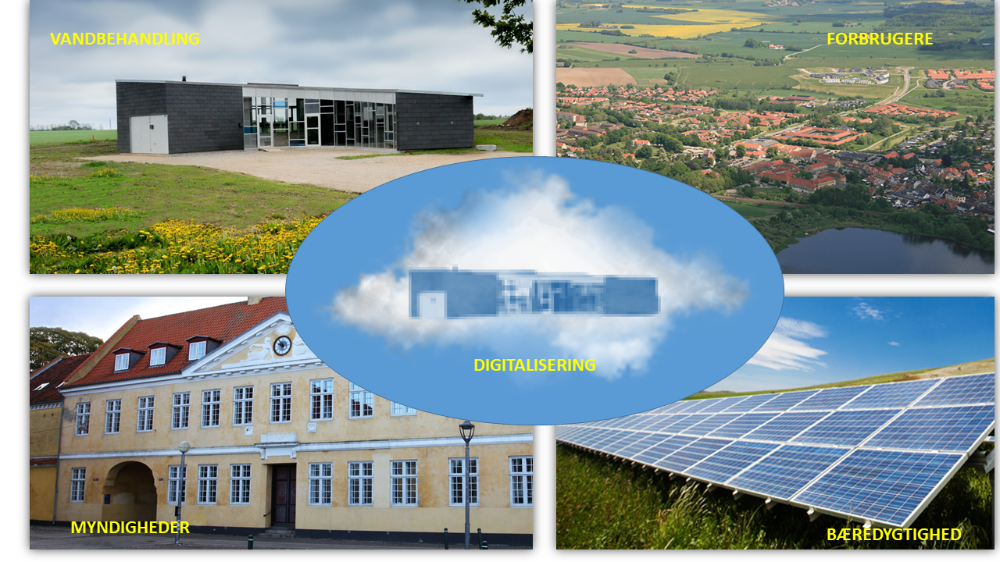 VANDBEHANDLING
FORBRUGERE
DIGITALISERING
MYNDIGHEDER
BÆREDYGTIGHED